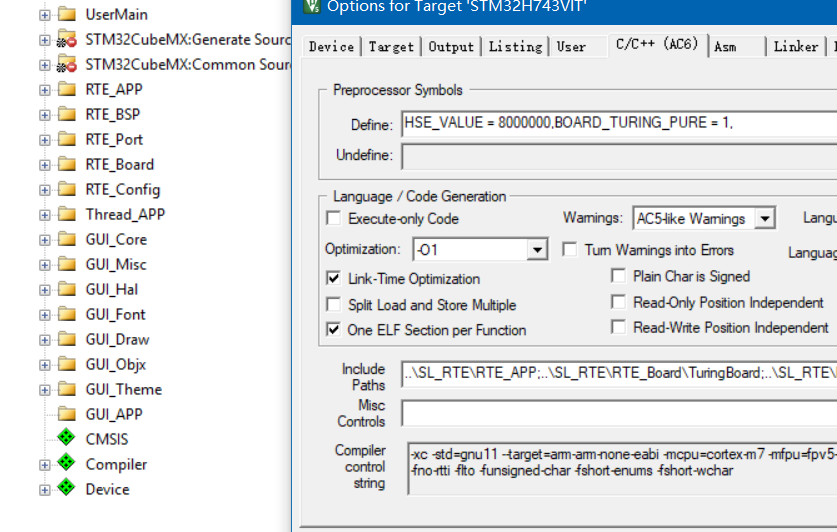 UserMain
STM32CubeMX:Generate Sour
STM32CubeMX:Common Sour
RTE_APP
RTE_BSP
RTE_Port
RTE_Board
RTE_Config
Thread_APP
GUI_Core
GUI_Misc
GUI_Hal
GUI_Font
GUI_Draw
GUI_Objx
GUI_Theme
GUI_APP
CMSIS
Compiler
Device
Options for Target 'STM32H743VIT'
Device Target Output Listing User C/C++ (AC6) Asm Linker
Preprocessor Symbols
Define: HSE_VALUE = 8000000,BOARD_TURING_PURE = 1,
Undefine:
Language / Code Generation
Execute-only Code Warnings: AC5-like Warnings Langu
Optimization: -O1 Turn Warnings into Errors Languag
Link-Time Optimization Plain Char is Signed
Split Load and Store Multiple Read-Only Position Independent
One ELF Section per Function Read-Write Position Independent
Include Paths ..\SL_RTE\RTE_APP;..\SL_RTE\RTE_Board\TuringBoard;..\SL_RTE\
Misc Controls
Compiler control string -xc -std=gnu11 --target=arm-arm-none-eabi -mcpu=cortex-m7 -mfpu=fpv5-
-fno-rtti -flto -funsigned-char -fshort-enums -fshort-wchar